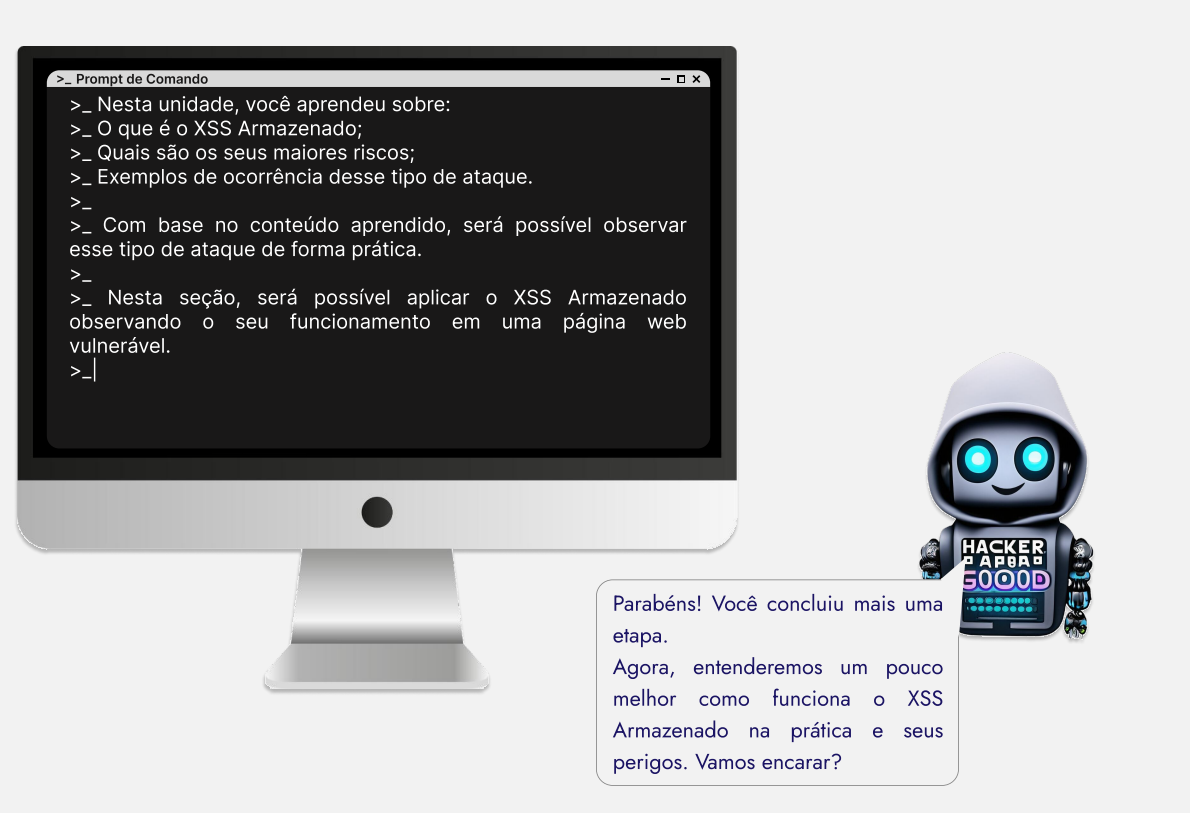 >_ Prompt de Comando
>_ Nesta unidade, você aprendeu sobre:
>_ O que é o XSS Armazenado;
>_ Quais são os seus maiores riscos;
>_ Exemplos de ocorrência desse tipo de ataque.
>_
>_ Com base no conteúdo aprendido, será possível observar
esse tipo de ataque de forma prática.
>_
>_ Nesta seção, será possível aplicar o XSS Armazenado
observando o seu funcionamento em uma página web
vulnerável.
>_|
HACKER
GOOOD
Parabéns! Você concluiu mais uma
etapa.
Agora, entenderemos um pouco
melhor como funciona o XSS
Armazenado na prática e seus
perigos. Vamos encarar?